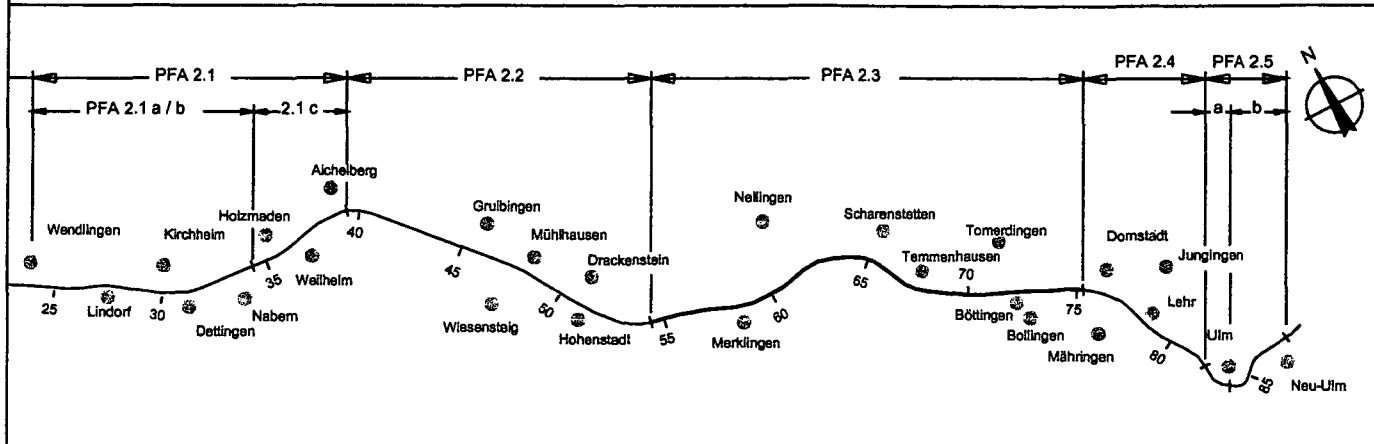 N
PFA 2.1
PFA 2.2
PFA 2.3
PFA 2.4
PFA 2.5
PFA 2.1 a / b
2.1 c
a
b
Aichelberg
Wendlingen
Kirchheim
Holzmaden
Gruibingen
Mühlhausen
Drackenstein
Nellingen
Scharenstetten
Temmenhausen
Tomerdingen
Dornstadt
Jungingen
Weilheim
Lindorf
Dettingen
Nabern
Wiesensteig
Hohenstadt
Merklingen
Böttingen
Bollingen
Mähringen
Lehr
Ulm
Neu-Ulm
25
30
35
40
45
50
55
60
65
70
75
80
85